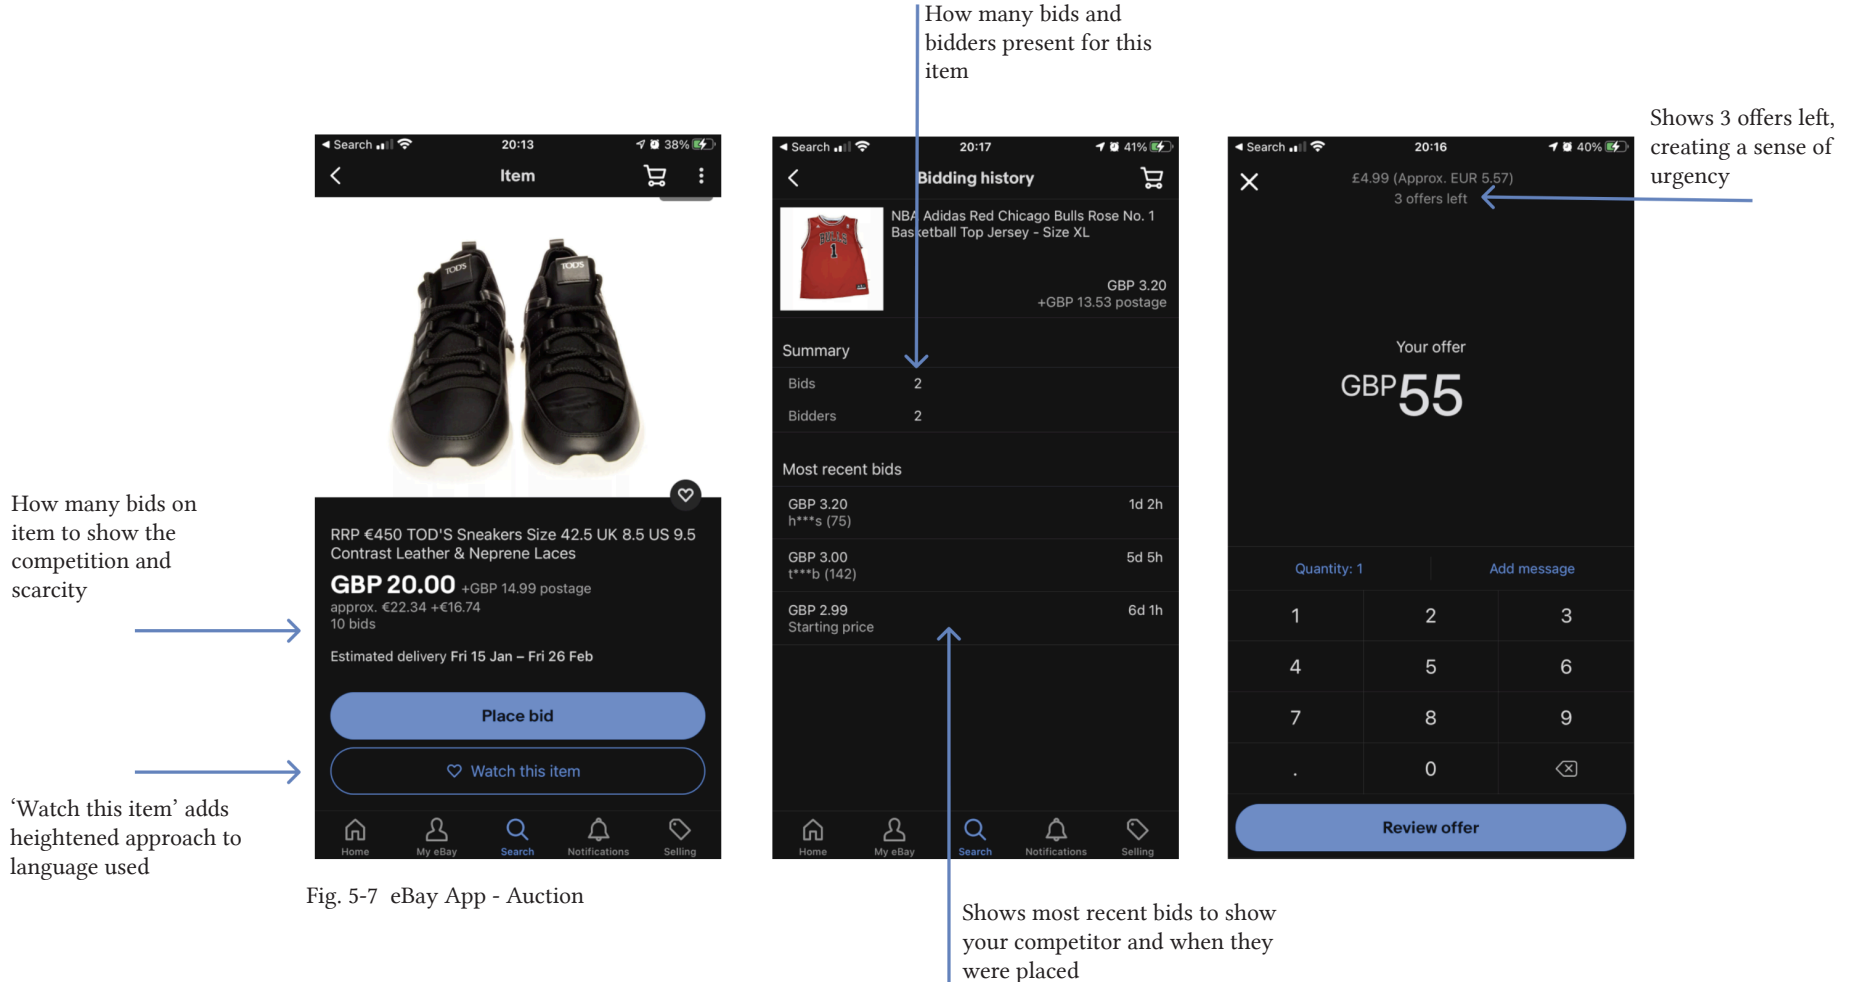 How many bids and
bidders present for this
item
Shows 3 offers left,
creating a sense of
urgency
How many bids on
item to show the
competition and
scarcity
‘Watch this item’ adds
heightened approach to
language used
Search
20:13
38%
Item
TOD'S
TOD'S
RRP €450 TOD'S Sneakers Size 42.5 UK 8.5 US 9.5
Contrast Leather & Neprene Laces
GBP 20.00 +GBP 14.99 postage
approx. €22.34 +€16.74
10 bids
Estimated delivery Fri 15 Jan – Fri 26 Feb
Place bid
Watch this item
Home My eBay Search Notifications Selling
Fig. 5-7 eBay App - Auction
Search
20:17
41%
Bidding history
BULLS
1
NBA Adidas Red Chicago Bulls Rose No. 1
Basketball Top Jersey - Size XL
GBP 3.20
+GBP 13.53 postage
Summary
Bids 2
Bidders 2
Most recent bids
GBP 3.20 1d 2h
h***s (75)
GBP 3.00 5d 5h
t***b (142)
GBP 2.99 6d 1h
Starting price
Home My eBay Search Notifications Selling
Shows most recent bids to show
your competitor and when they
were placed
Search
20:16
40%
£4.99 (Approx. EUR 5.57)
3 offers left
Your offer
GBP55
Quantity: 1 Add message
1 2 3
4 5 6
7 8 9
. 0
Review offer